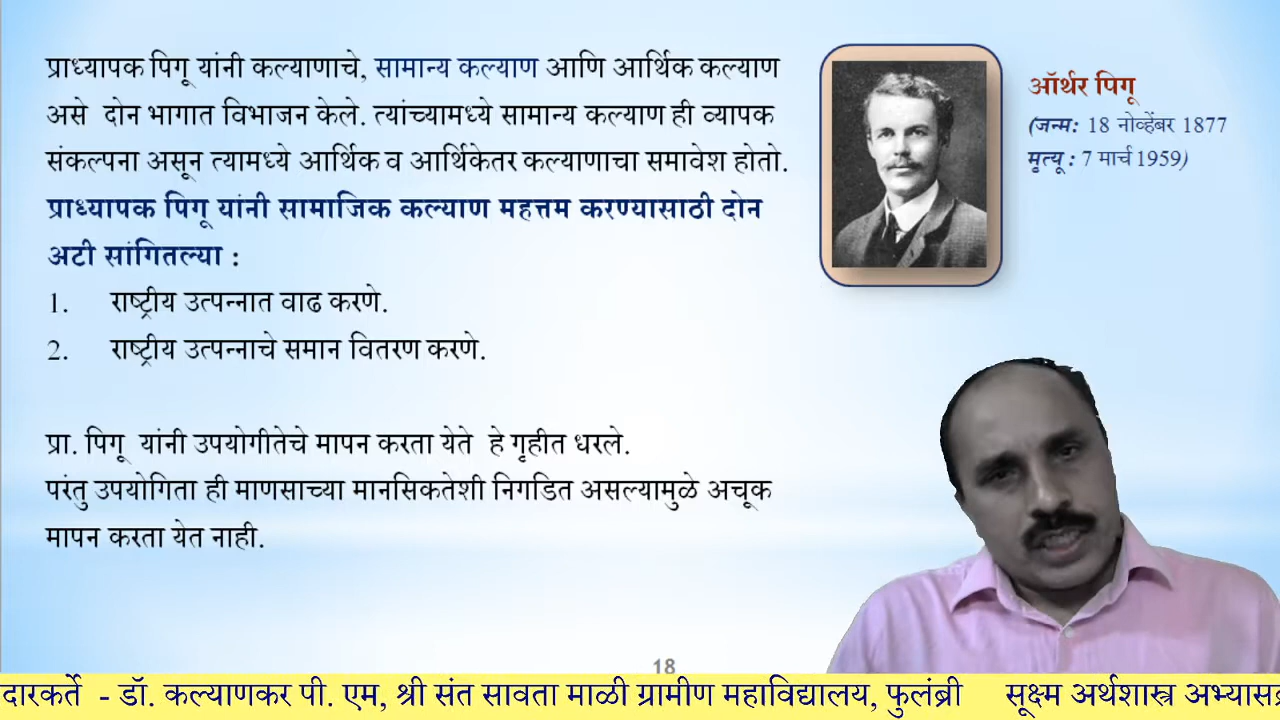 प्राध्यापक पिगू यांनी कल्याणाचे, सामान्य कल्याण आणि आर्थिक कल्याण
असे दोन भागात विभाजन केले. त्यांच्यामध्ये सामान्य कल्याण ही व्यापक
संकल्पना असून त्यामध्ये आर्थिक व आर्थिकेतर कल्याणाचा समावेश होतो.
प्राध्यापक पिगू यांनी सामाजिक कल्याण महत्तम करण्यासाठी दोन
अटी सांगितल्या :
1. राष्ट्रीय उत्पन्नात वाढ करणे.
2. राष्ट्रीय उत्पन्नाचे समान वितरण करणे.
प्रा. पिगू यांनी उपयोगीतेचे मापन करता येते हे गृहीत धरले.
परंतु उपयोगिता ही माणसाच्या मानसिकतेशी निगडित असल्यामुळे अचूक
मापन करता येत नाही.
ऑर्थर पिगू
(जन्म: 18 नोव्हेंबर 1877
मृत्यू : 7 मार्च 1959)
18
दारकर्ते - डॉ. कल्याणकर पी. एम, श्री संत सावता माळी ग्रामीण महाविद्यालय, फुलंब्री सूक्ष्म अर्थशास्त्र